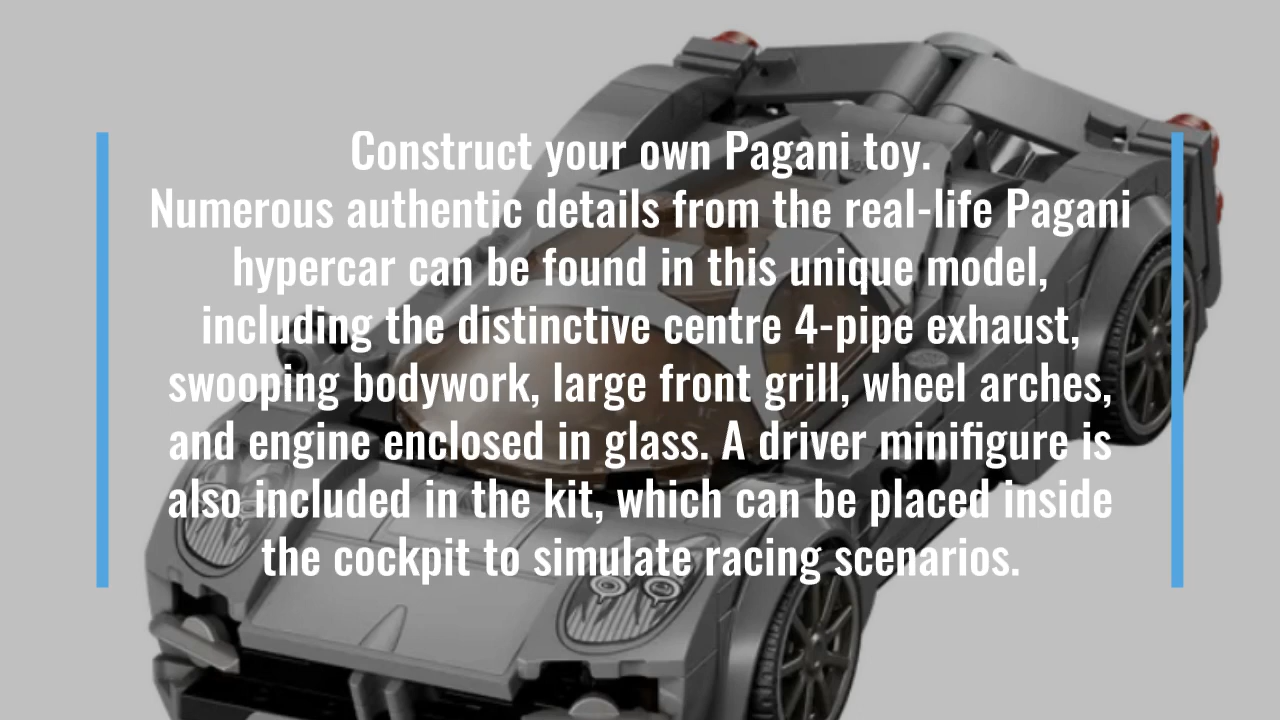 Construct your own Pagani toy.
Numerous authentic details from the real-life Pagani
hypercar can be found in this unique model,
including the distinctive centre 4-pipe exhaust,
swooping bodywork, large front grill, wheel arches,
and engine enclosed in glass. A driver minifigure is
also included in the kit, which can be placed inside
the cockpit to simulate racing scenarios.